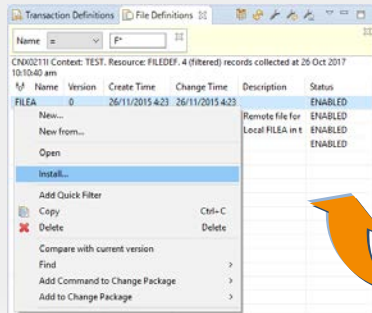 Transaction Definitions File Definitions
Name = F*
CNX0211I Context: TEST. Resource: FILEDEF. 4 (filtered) records collected at 26 Oct 2017
10:10:40 am
Name Version Create Time Change Time Description Status
FILEA 0 26/11/2015 4:23 26/11/2015 4:23 ENABLED
New... Remote file for ENABLED
New from... Local FILEA in t ENABLED
ENABLED
Open
Install...
Add Quick Filter
Copy Ctrl+C
Delete Delete
Compare with current version
Find
Add Command to Change Package
Add to Change Package